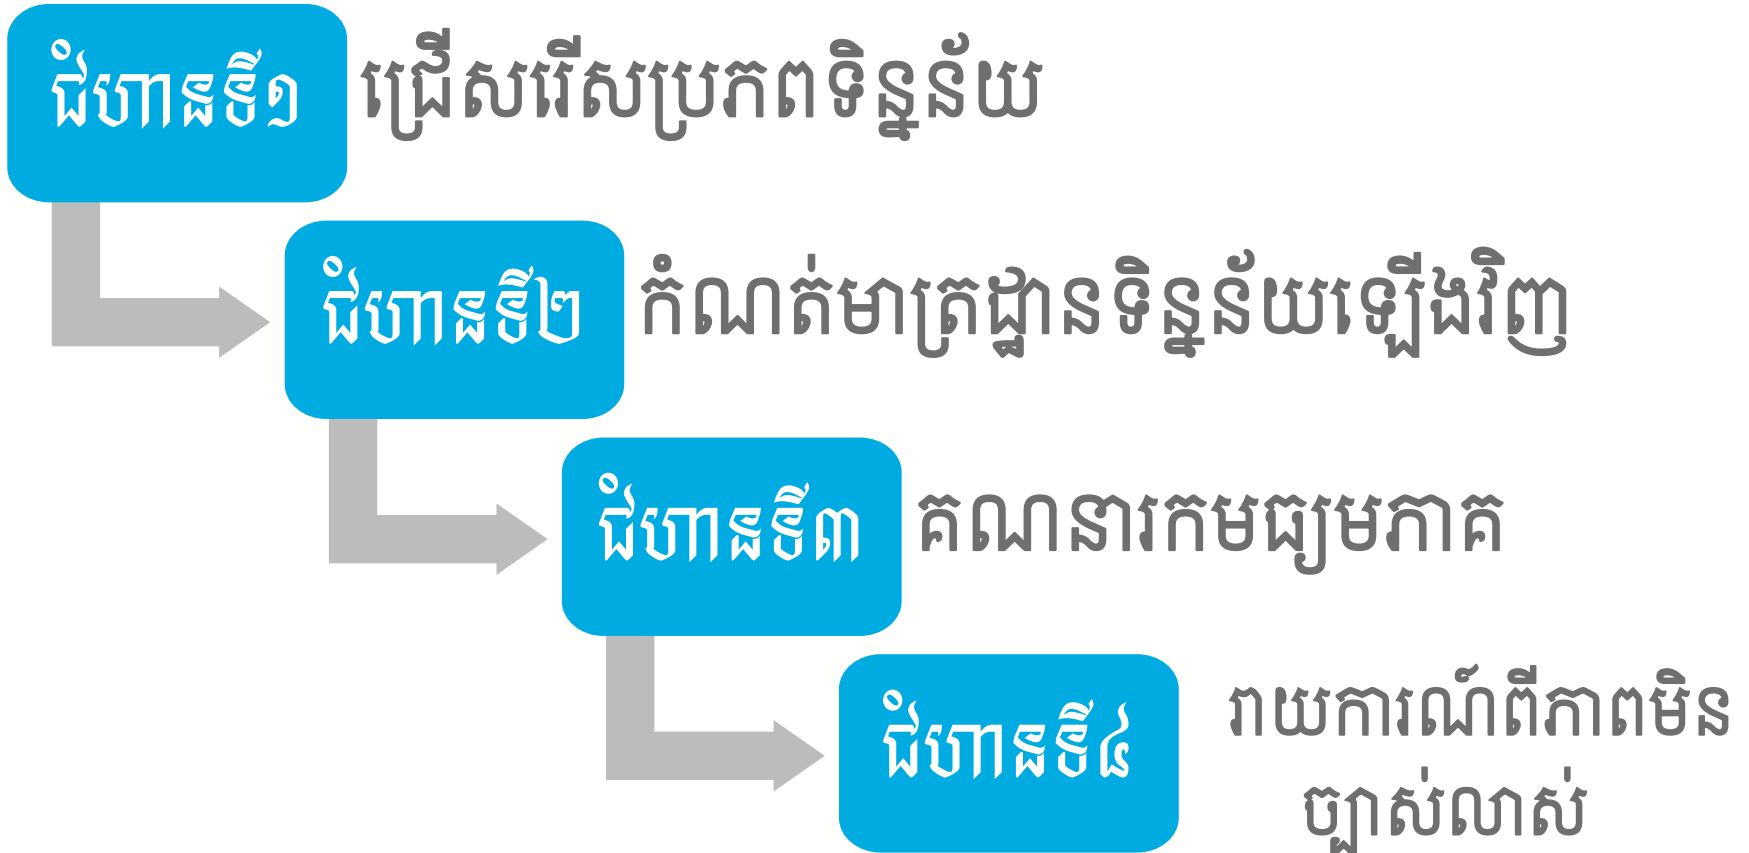 ជំហានទី១
ជ្រើសរើសប្រភពទិន្នន័យ
ជំហានទី២
កំណត់មាត្រដ្ឋានទិន្នន័យឡើងវិញ
ជំហានទី៣
គណនារកមធ្យមភាគ
ជំហានទី៤
រាយការណ៍ពីភាពមិន
ច្បាស់លាស់